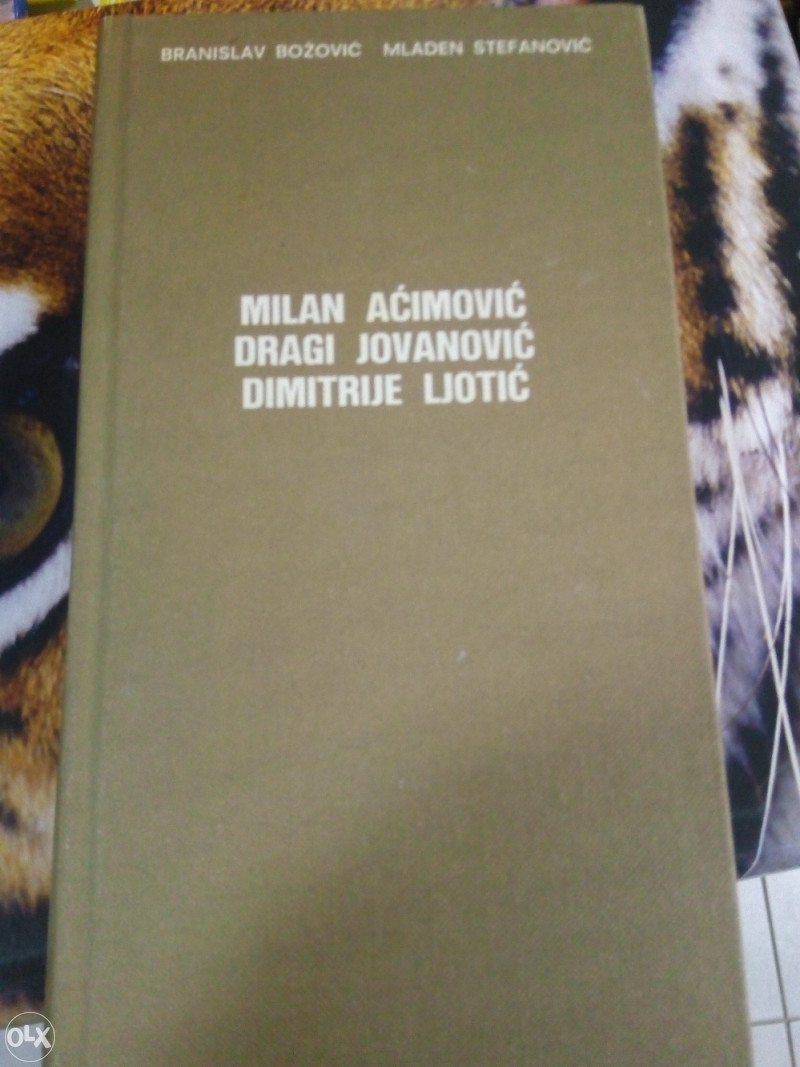 BRANISLAV BOŽOVIĆ MLADEN STEFANOVIĆ
MILAN AĆIMOVIĆ
DRAGI JOVANOVIĆ
DIMITRIJE LJOTIĆ
OLX